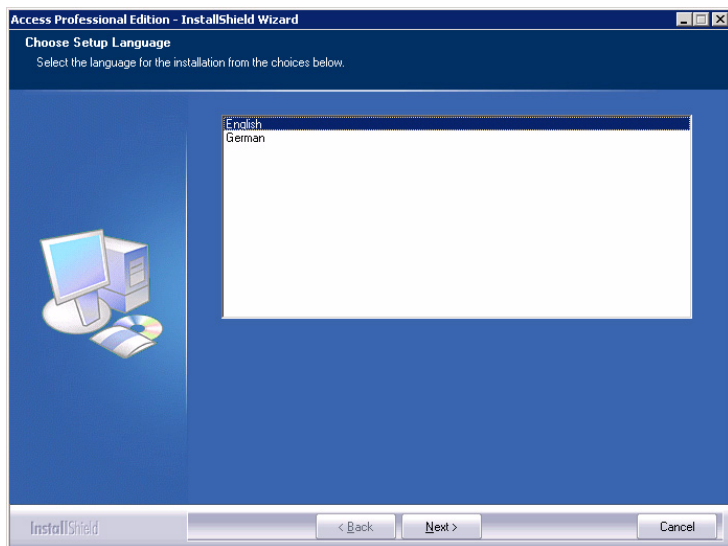 Access Professional Edition - InstallShield Wizard
Choose Setup Language
Select the language for the installation from the choices below.
English
German
InstallShield
< Back
Next >
Cancel